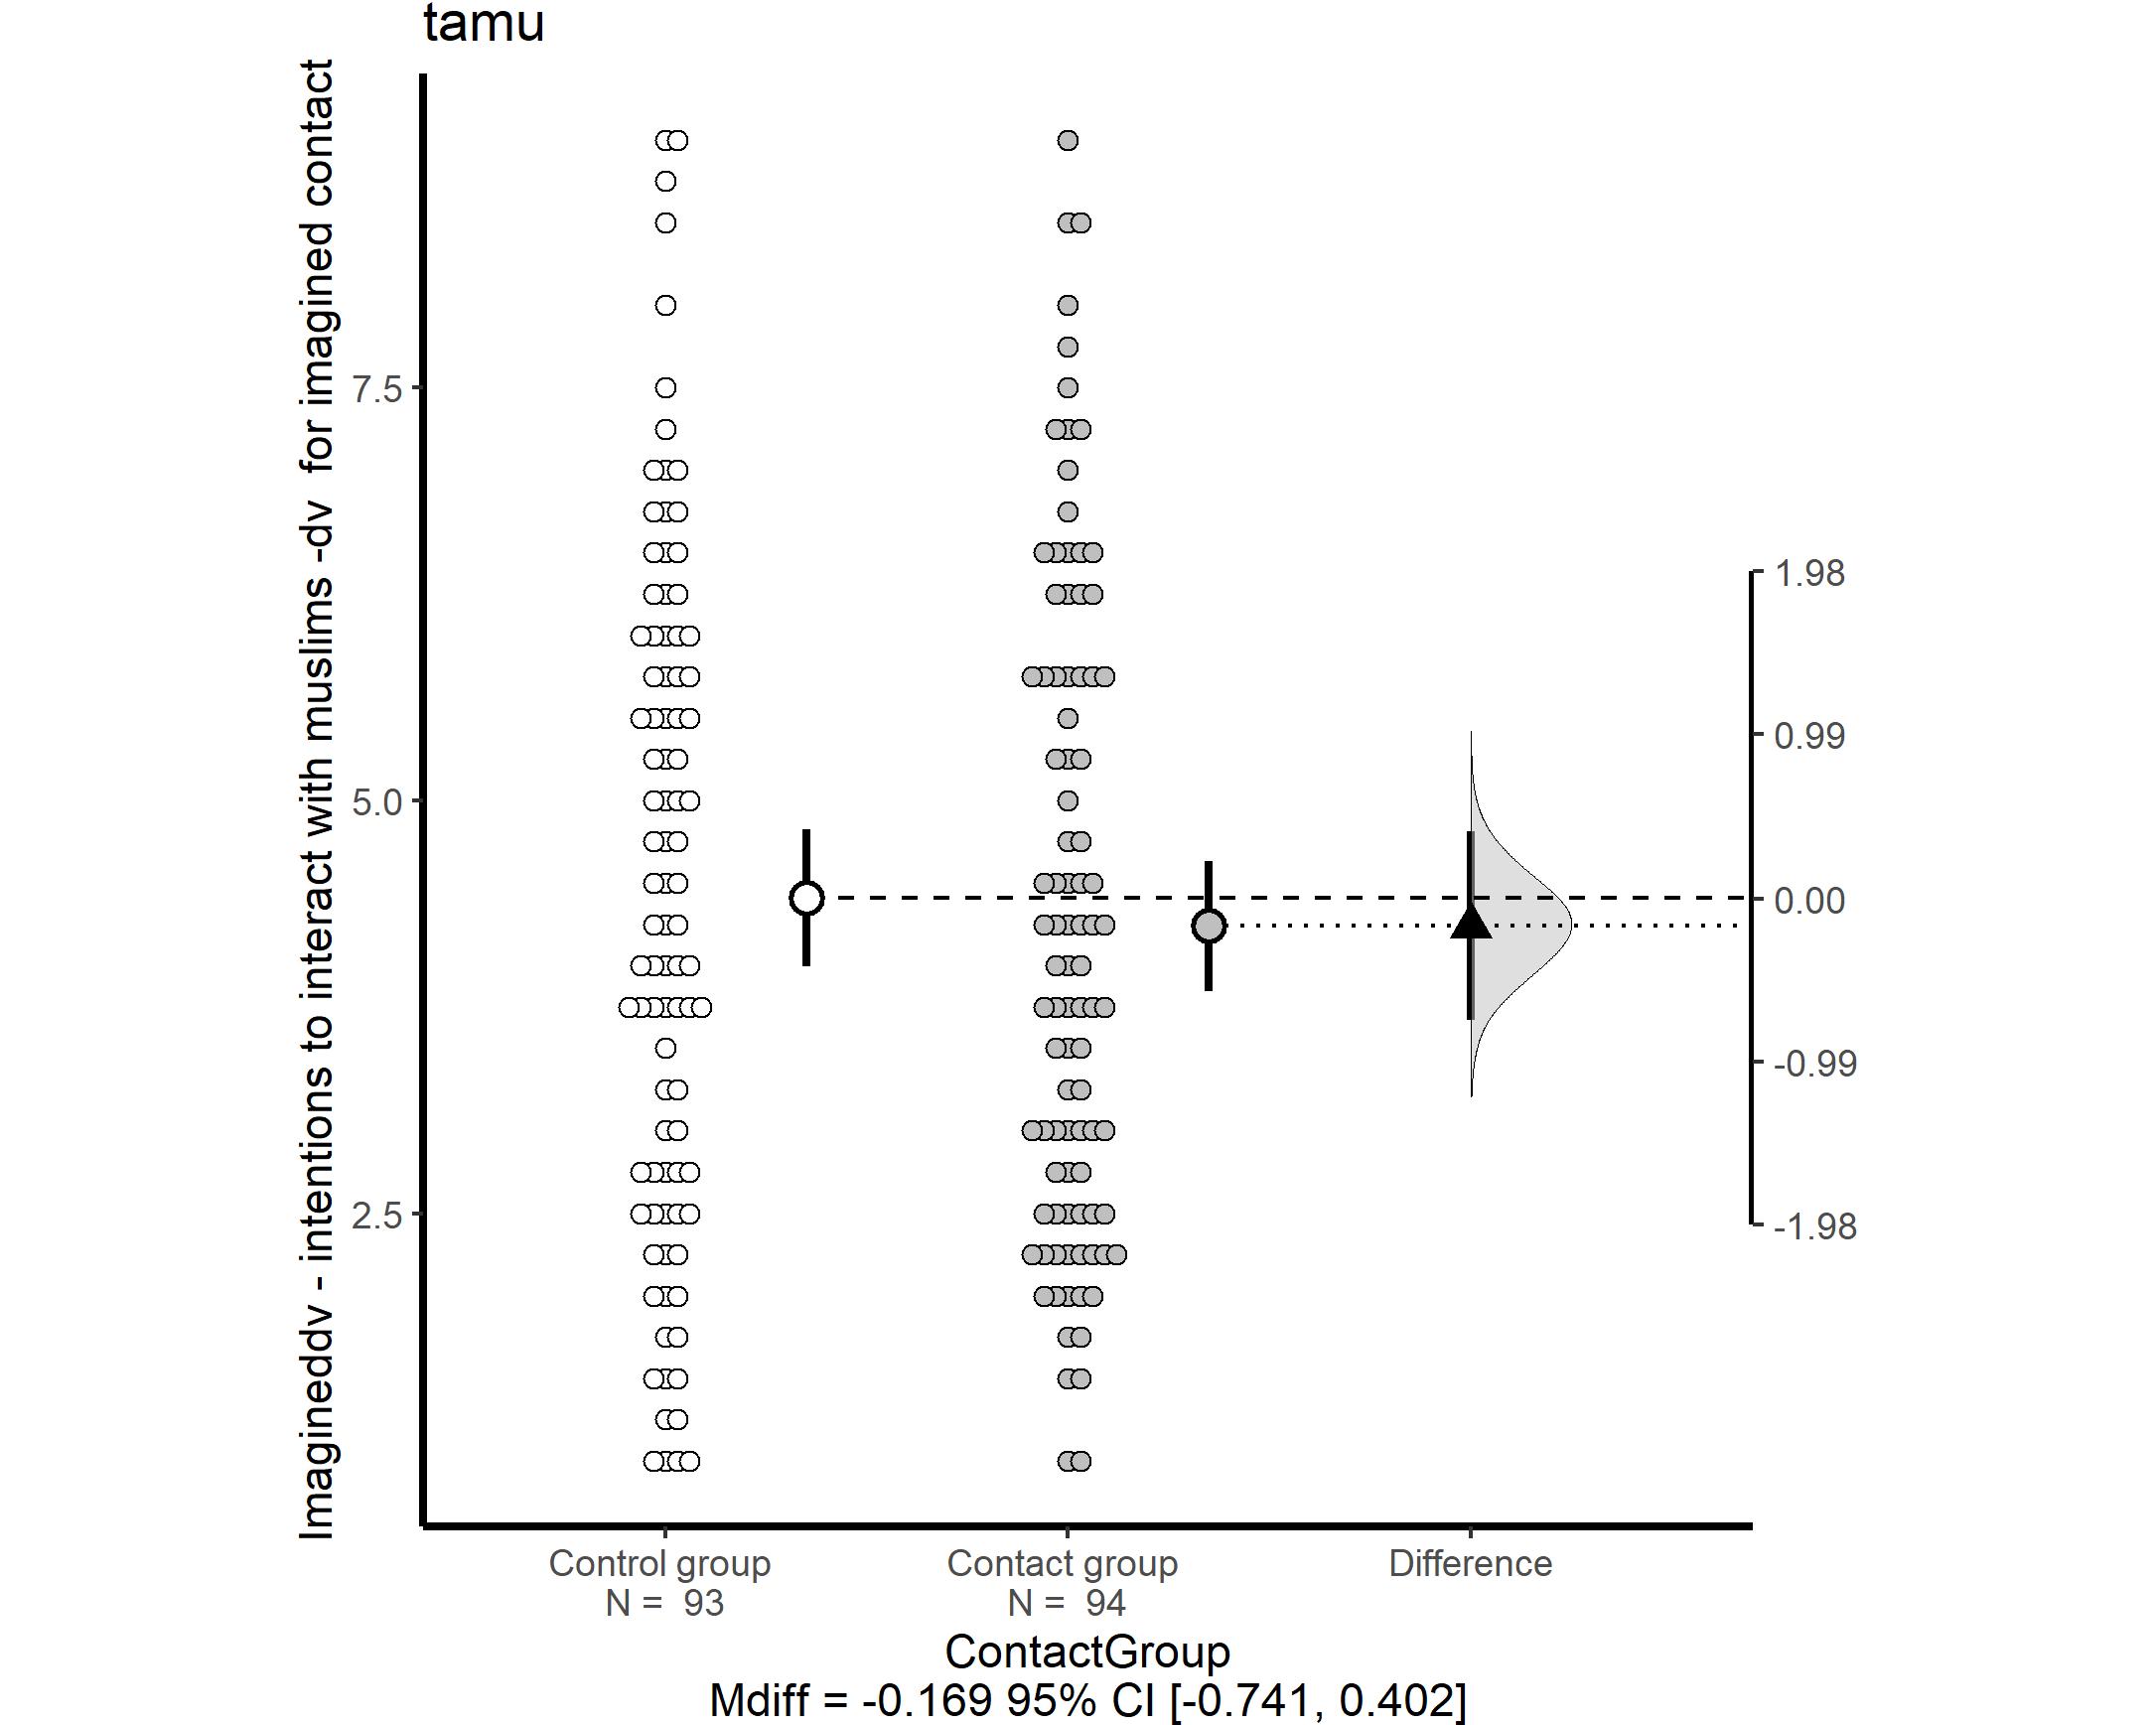 tamu
Imagineddv - intentions to interact with muslims -dv  for imagined contact
7.5
5.0
2.5
1.98
0.99
0.00
-0.99
-1.98
Control group
N =  93
Contact group
N =  94
Difference
ContactGroup
Mdiff = -0.169 95% CI [-0.741, 0.402]